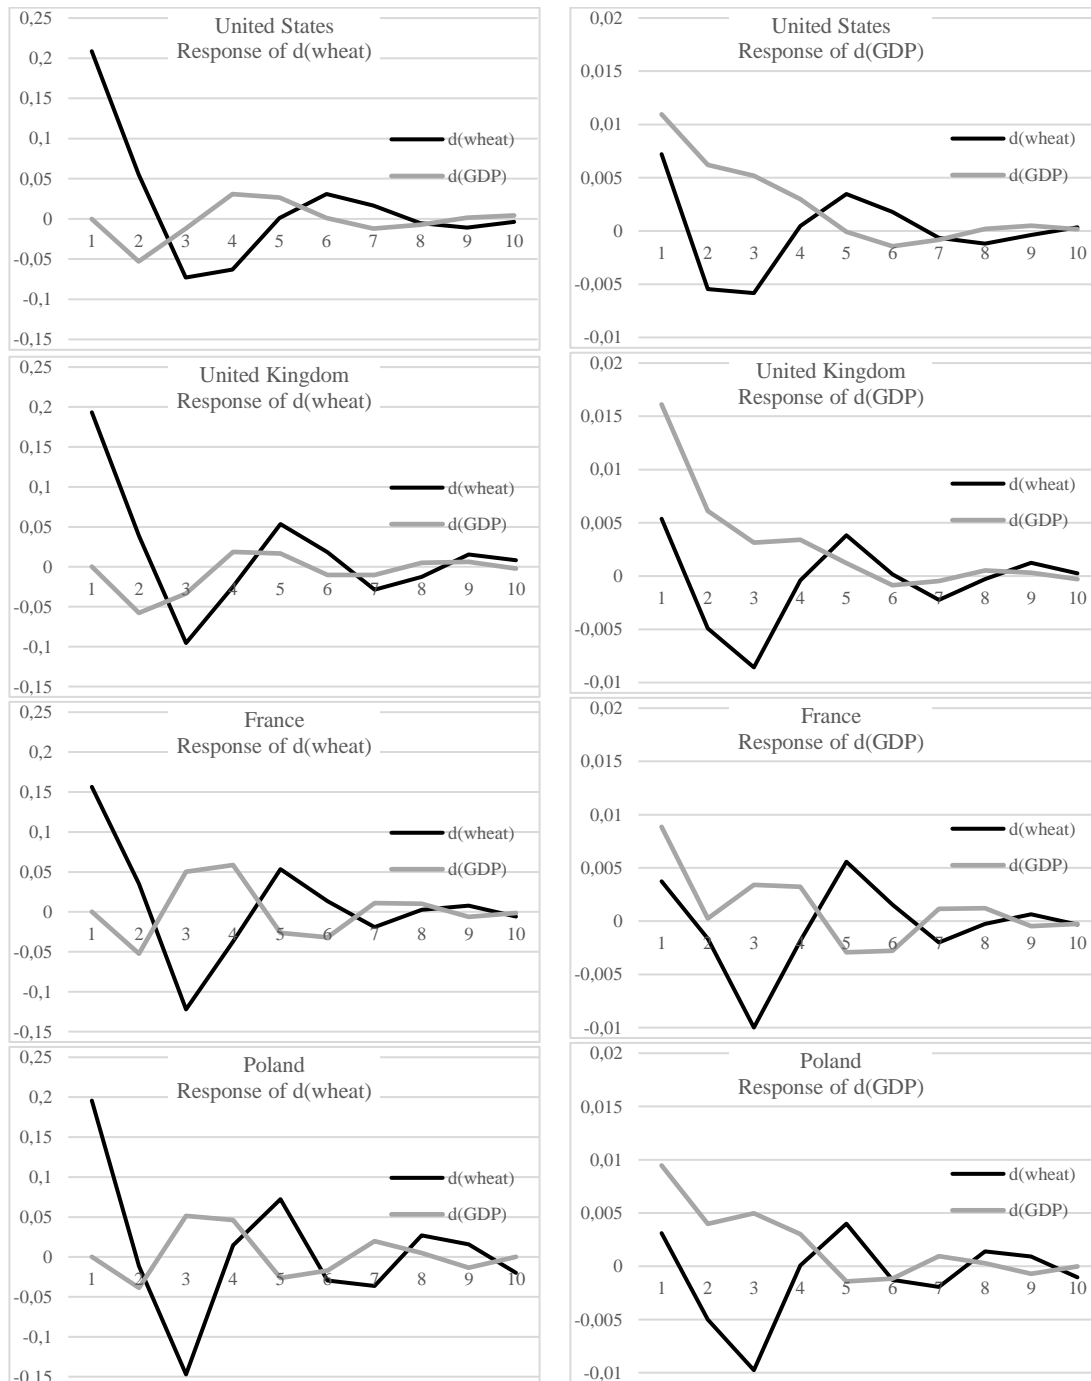 United States
Response of d(wheat)
0,25
0,2
0,15
0,1
0,05
0
-0,05
-0,1
-0,15
1 2 3 4 5 6 7 8 9 10
d(wheat)
d(GDP)
United States
Response of d(GDP)
0,02
0,015
0,01
0,005
0
-0,005
-0,01
1 2 3 4 5 6 7 8 9 10
d(wheat)
d(GDP)
United Kingdom
Response of d(wheat)
0,25
0,2
0,15
0,1
0,05
0
-0,05
-0,1
-0,15
1 2 3 4 5 6 7 8 9 10
d(wheat)
d(GDP)
United Kingdom
Response of d(GDP)
0,02
0,015
0,01
0,005
0
-0,005
-0,01
1 2 3 4 5 6 7 8 9 10
d(wheat)
d(GDP)
France
Response of d(wheat)
0,25
0,2
0,15
0,1
0,05
0
-0,05
-0,1
-0,15
1 2 3 4 5 6 7 8 9 10
d(wheat)
d(GDP)
France
Response of d(GDP)
0,02
0,015
0,01
0,005
0
-0,005
-0,01
1 2 3 4 5 6 7 8 9 10
d(wheat)
d(GDP)
Poland
Response of d(wheat)
0,25
0,2
0,15
0,1
0,05
0
-0,05
-0,1
-0,15
1 2 3 4 5 6 7 8 9 10
d(wheat)
d(GDP)
Poland
Response of d(GDP)
0,02
0,015
0,01
0,005
0
-0,005
-0,01
1 2 3 4 5 6 7 8 9 10
d(wheat)
d(GDP)